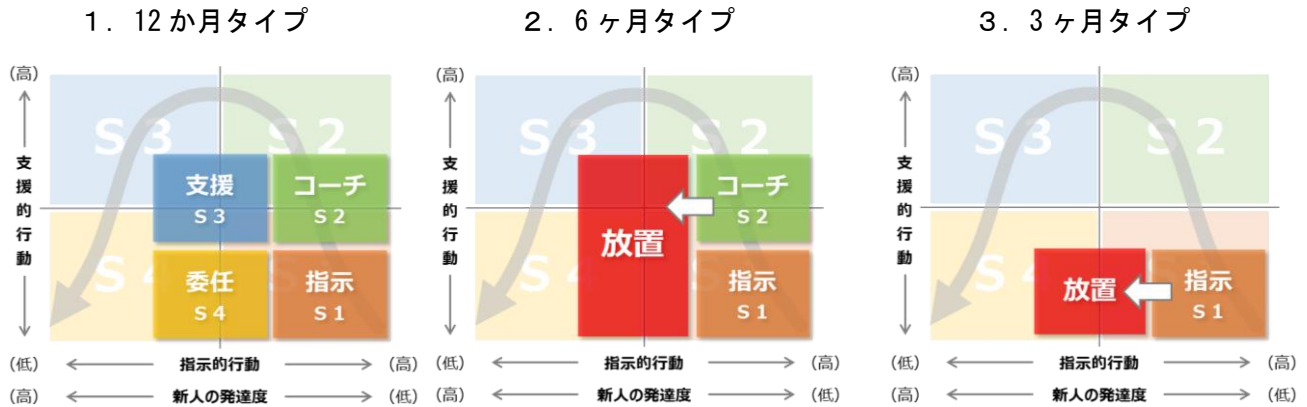 １．12か月タイプ
（高）
支援的行動
（低）
S3
S2
S4
支援
S3
コーチ
S2
委任
S4
指示
S1
指示的行動
（高）
（高）
新人の発達度
（低）
２．6ヶ月タイプ
（高）
支援的行動
（低）
S3
S2
S4
コーチ
S2
放置
指示
S1
指示的行動
（高）
（高）
新人の発達度
（低）
３．3ヶ月タイプ
（高）
支援的行動
（低）
S3
S2
S4
放置
指示
S1
指示的行動
（高）
（高）
新人の発達度
（低）